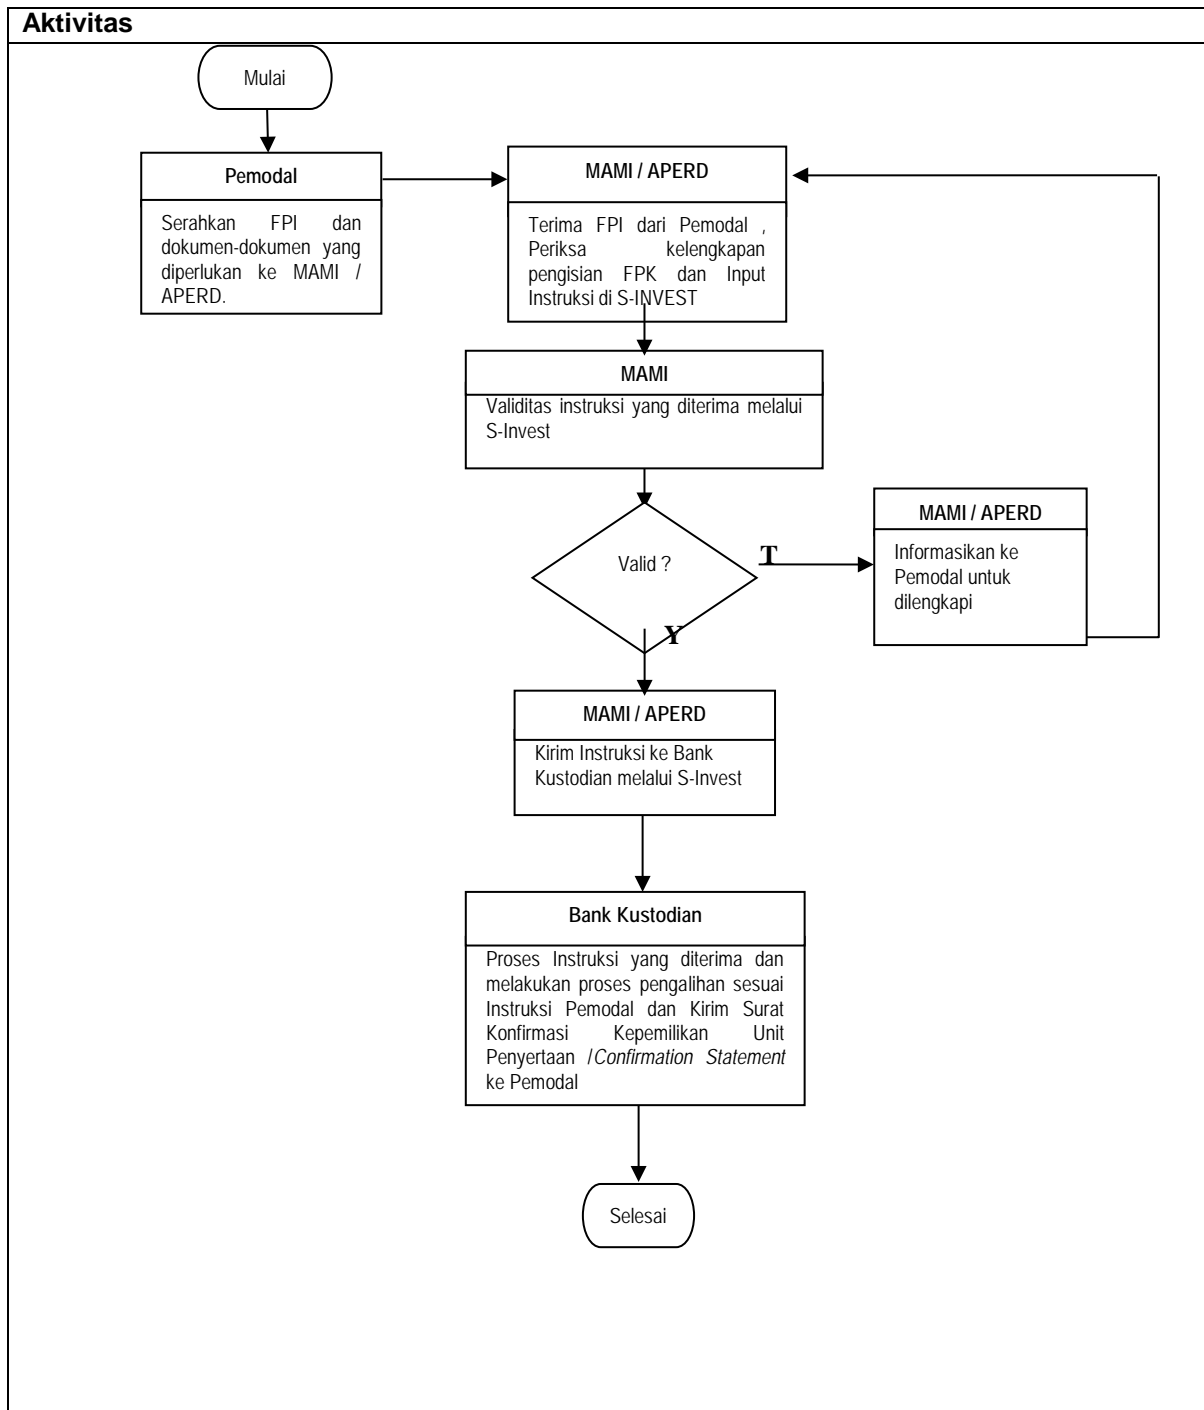 Aktivitas
Mulai
Pemodal
Serahkan FPI dan
dokumen-dokumen yang
diperlukan ke MAMI /
APERD.
MAMI / APERD
Terima FPI dari Pemodal ,
Periksa kelengkapan
pengisian FPK dan Input
Instruksi di S-INVEST
MAMI
Validitas instruksi yang diterima melalui
S-Invest
Valid ?
T
MAMI / APERD
Informasikan ke
Pemodal untuk
dilengkapi
Y
MAMI / APERD
Kirim Instruksi ke Bank
Kustodian melalui S-Invest
Bank Kustodian
Proses Instruksi yang diterima dan
melakukan proses pengalihan sesuai
Instruksi Pemodal dan Kirim Surat
Konfirmasi Kepemilikan Unit
Penyertaan /Confirmation Statement
ke Pemodal
Selesai